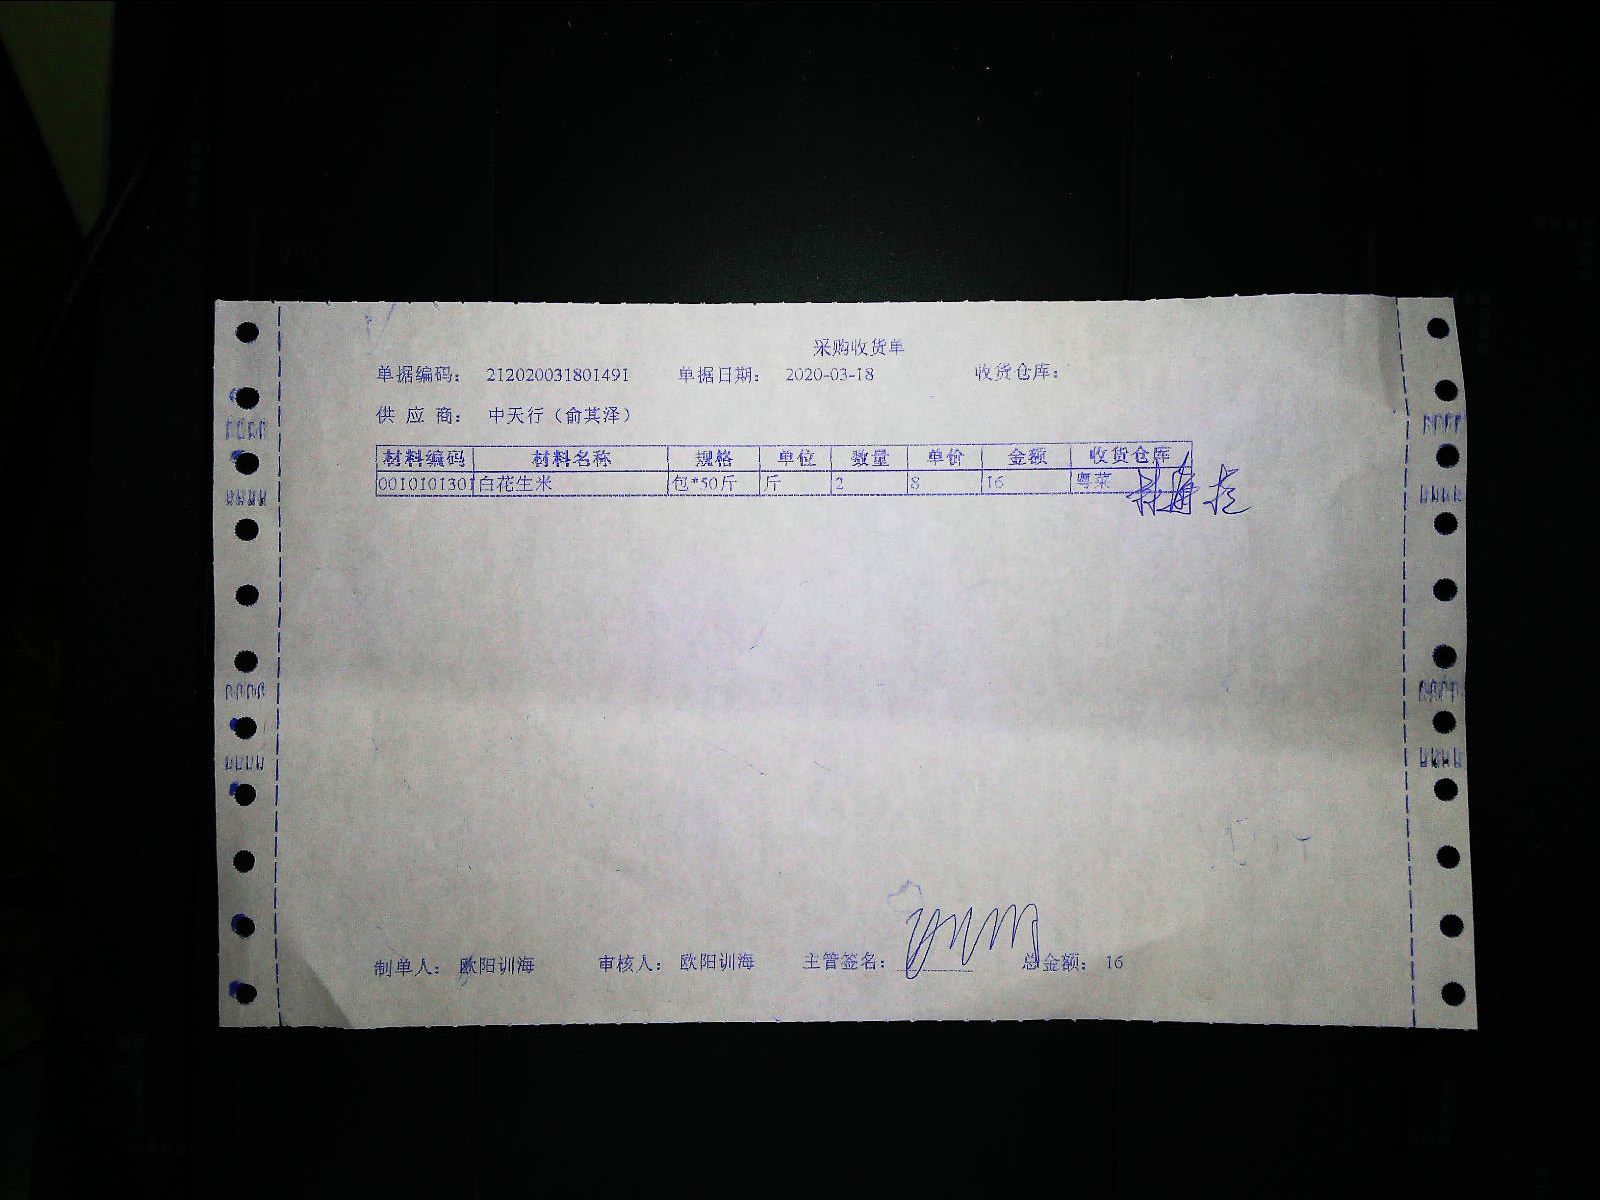 采购收货单
单据编码: 212020031801491 单据日期: 2020-03-18 收货仓库:
供 应 商: 中天行（俞其泽）
材料编码 材料名称 规格 单位 数量 单价 金额 收货仓库
0010101301 白花生米 包*50斤 斤 2 8 16 粤菜
制单人: 欧阳训海 审核人: 欧阳训海 主管签名: 总金额: 16